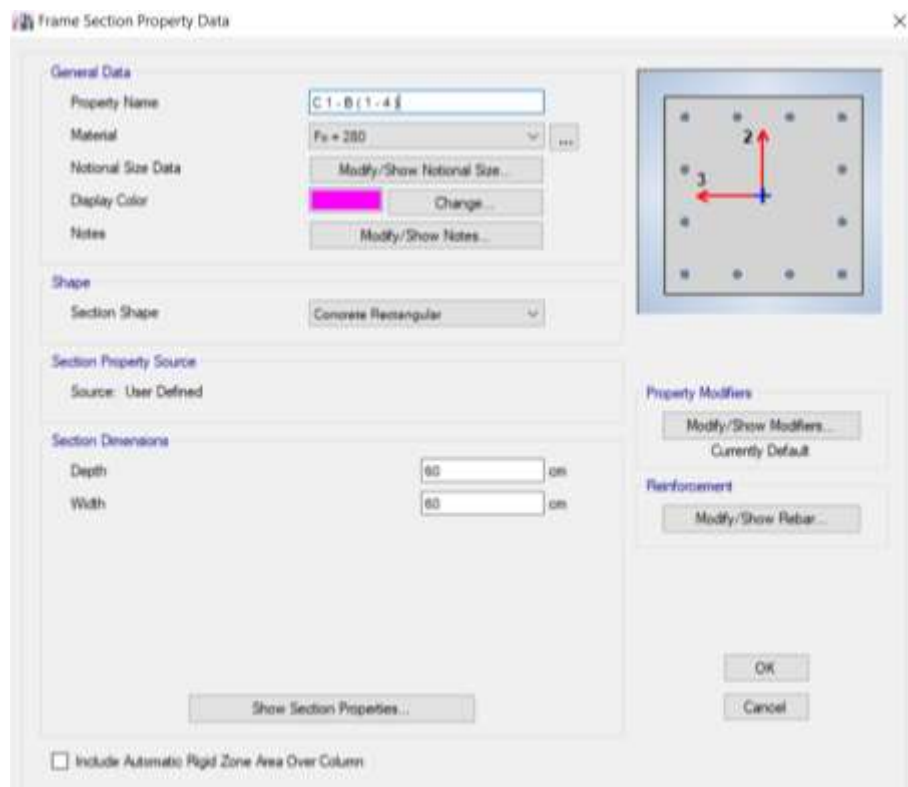 Frame Section Property Data
General Data
Property Name C 1 - B ( 1 - 4 )
Material = 280 ...
Notional Size Data Modify/Show Notional Size...
Display Color Change...
Notes Modify/Show Notes...
2
3
Shape
Section Shape Concrete Rectangular
Section Property Source
Source: User Defined
Property Modifiers
Modify/Show Modifiers...
Currently Default
Section Dimensions
Depth 60 cm
Width 60 cm
Reinforcement
Modify/Show Rebar...
OK
Show Section Properties...
Cancel
Include Automatic Rigid Zone Area Over Column